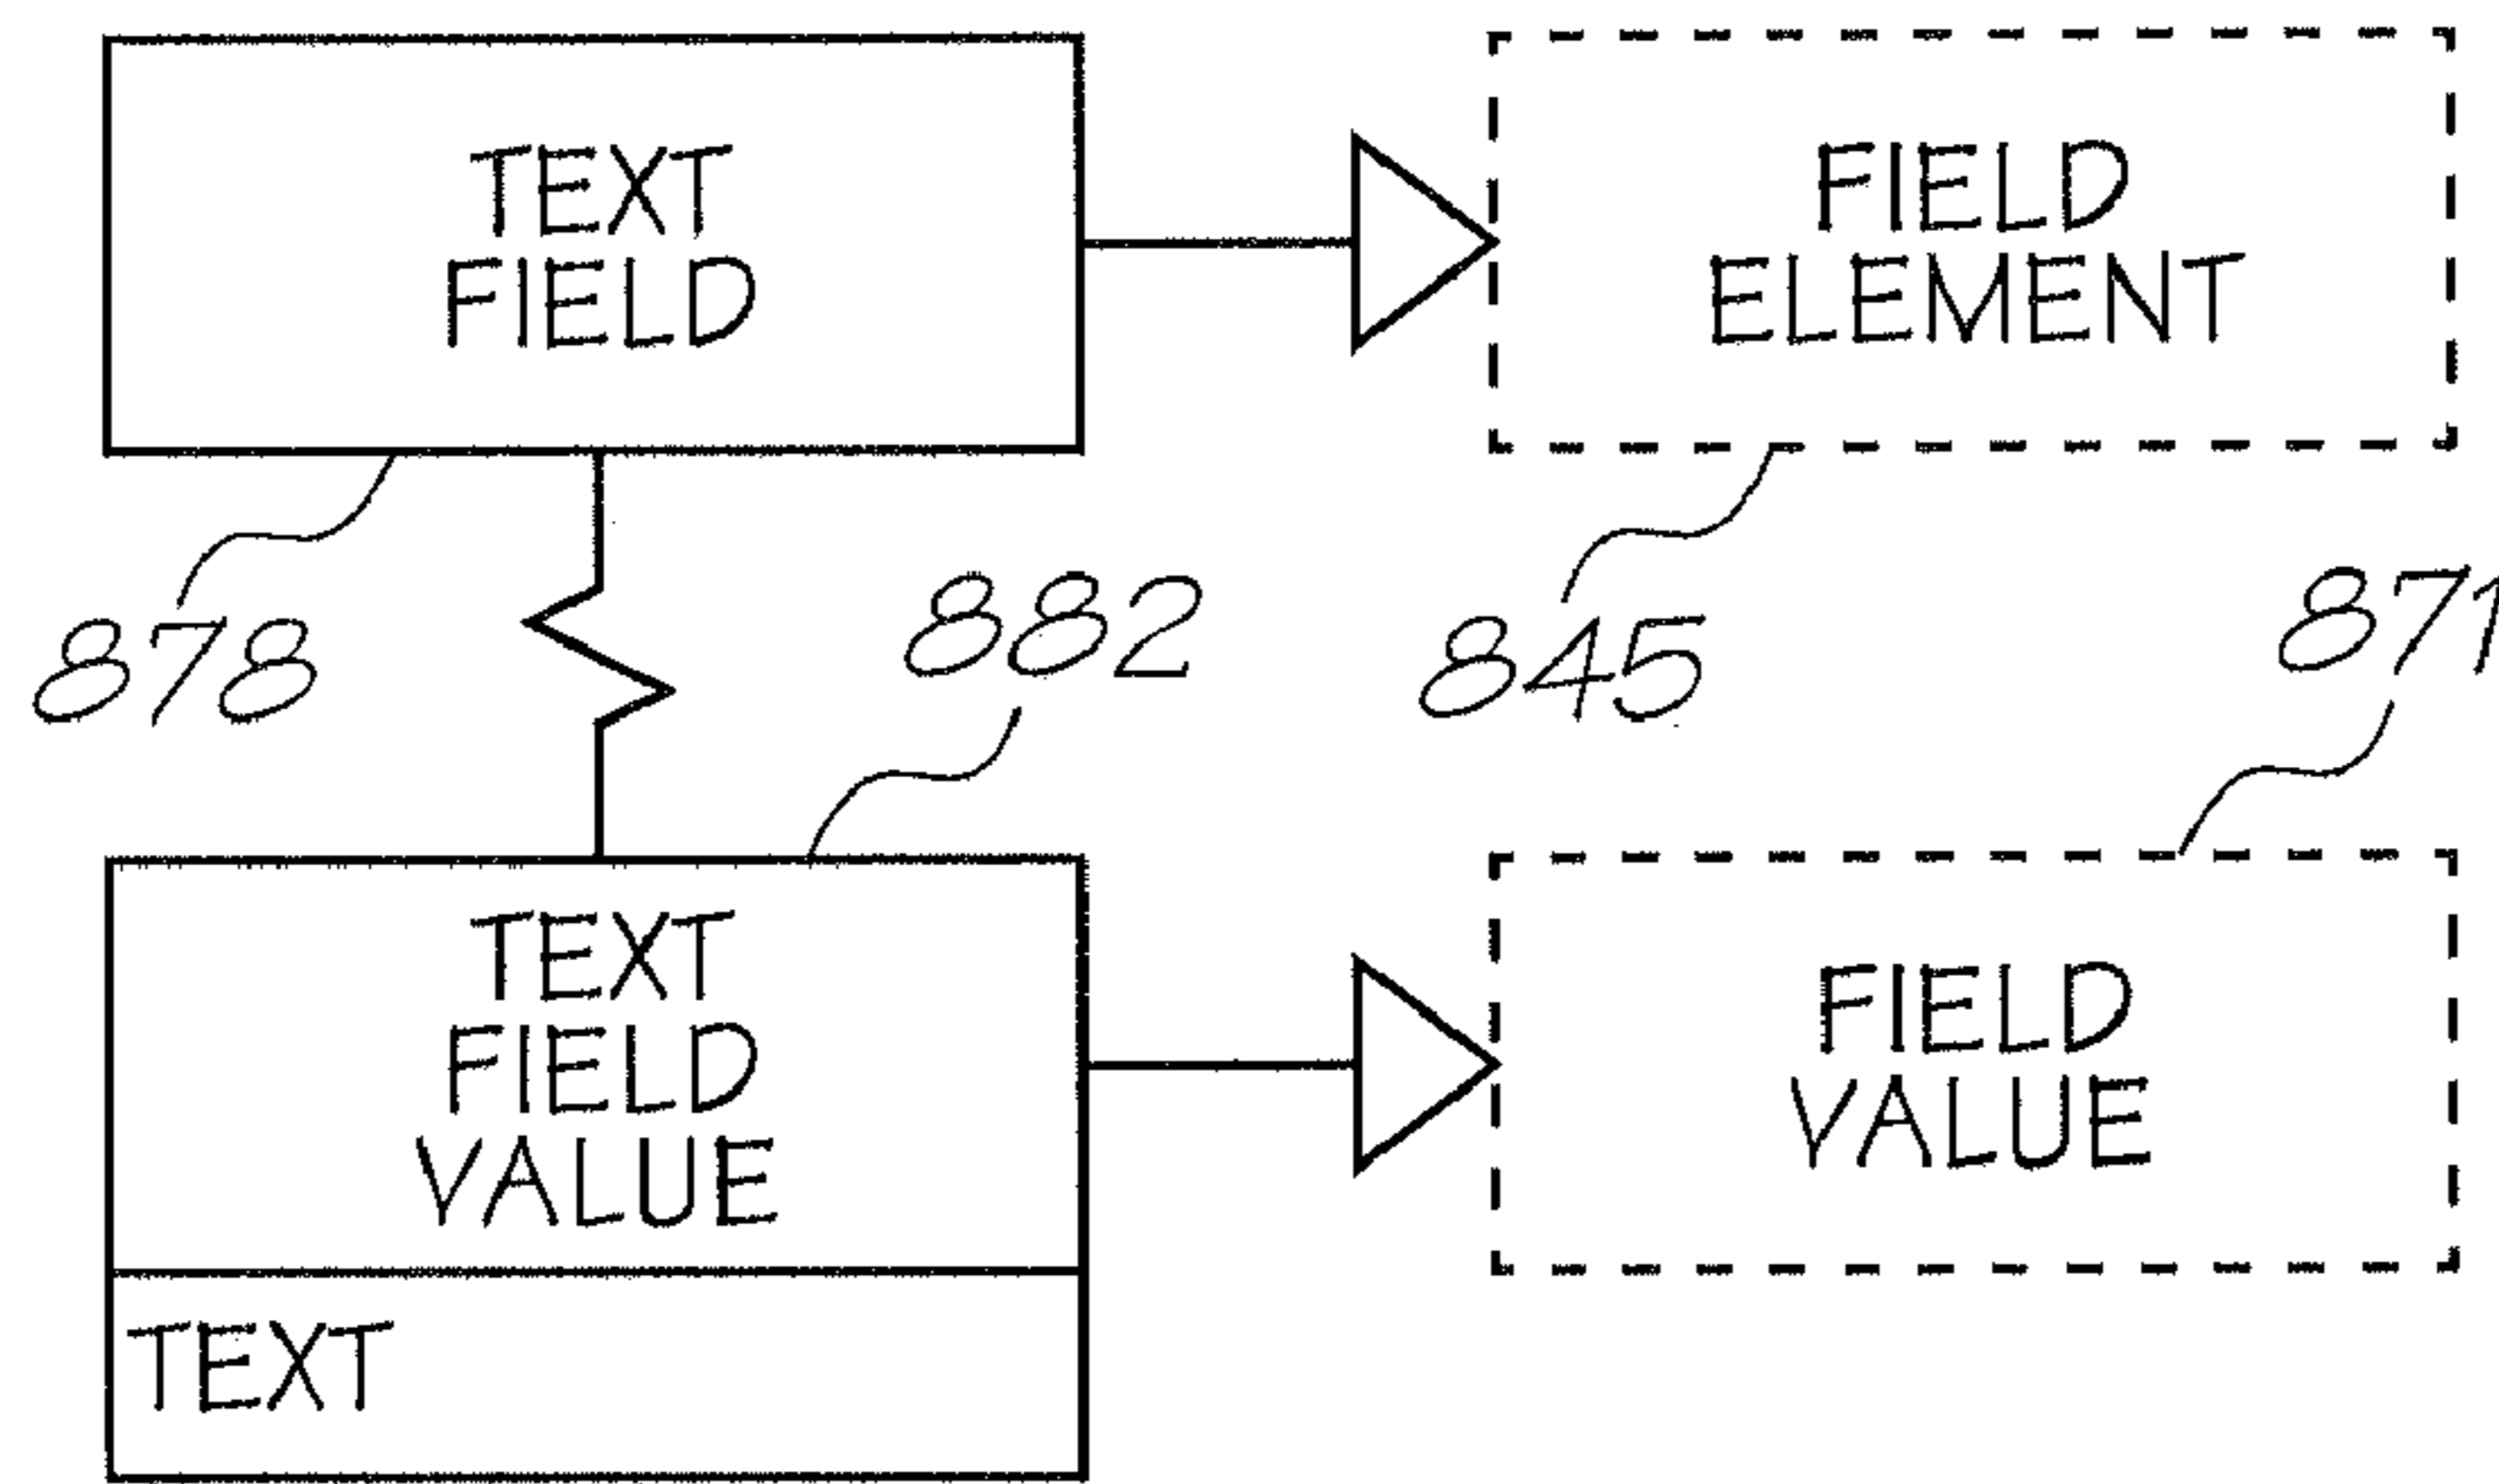 TEXT
FIELD
FIELD
ELEMENT
878
882
845
871
TEXT
FIELD
VALUE
FIELD
VALUE
TEXT